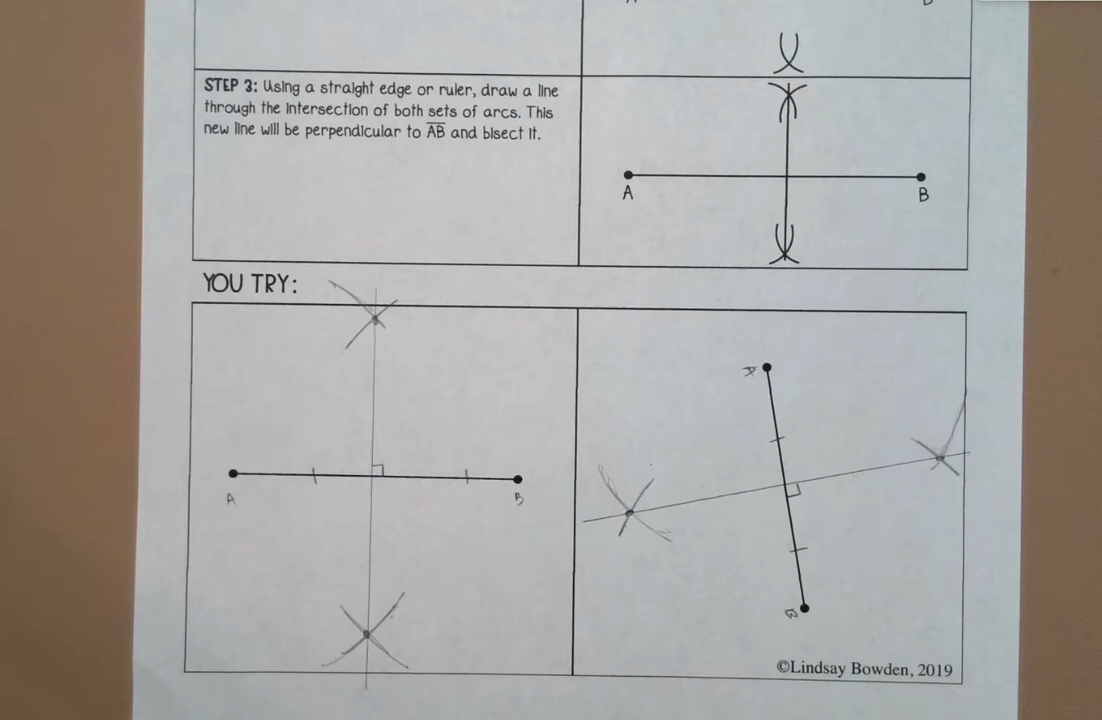 STEP 3: Using a straight edge or ruler, draw a line
through the intersection of both sets of arcs. This
new line will be perpendicular to A͞B͞ and bisect it.
A
B
YOU TRY:
A
B
A
B
©Lindsay Bowden, 2019